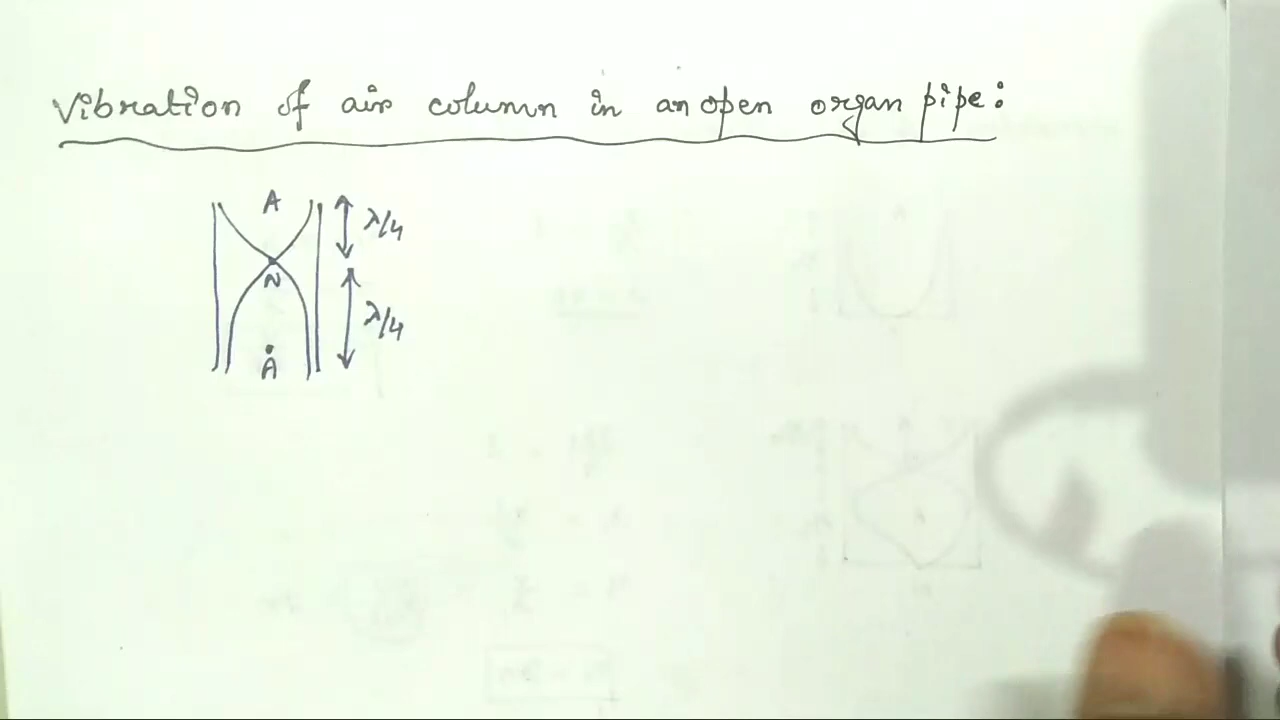 Vibration of air column in an open organ pipe:
A
λ/4
N
λ/4
A